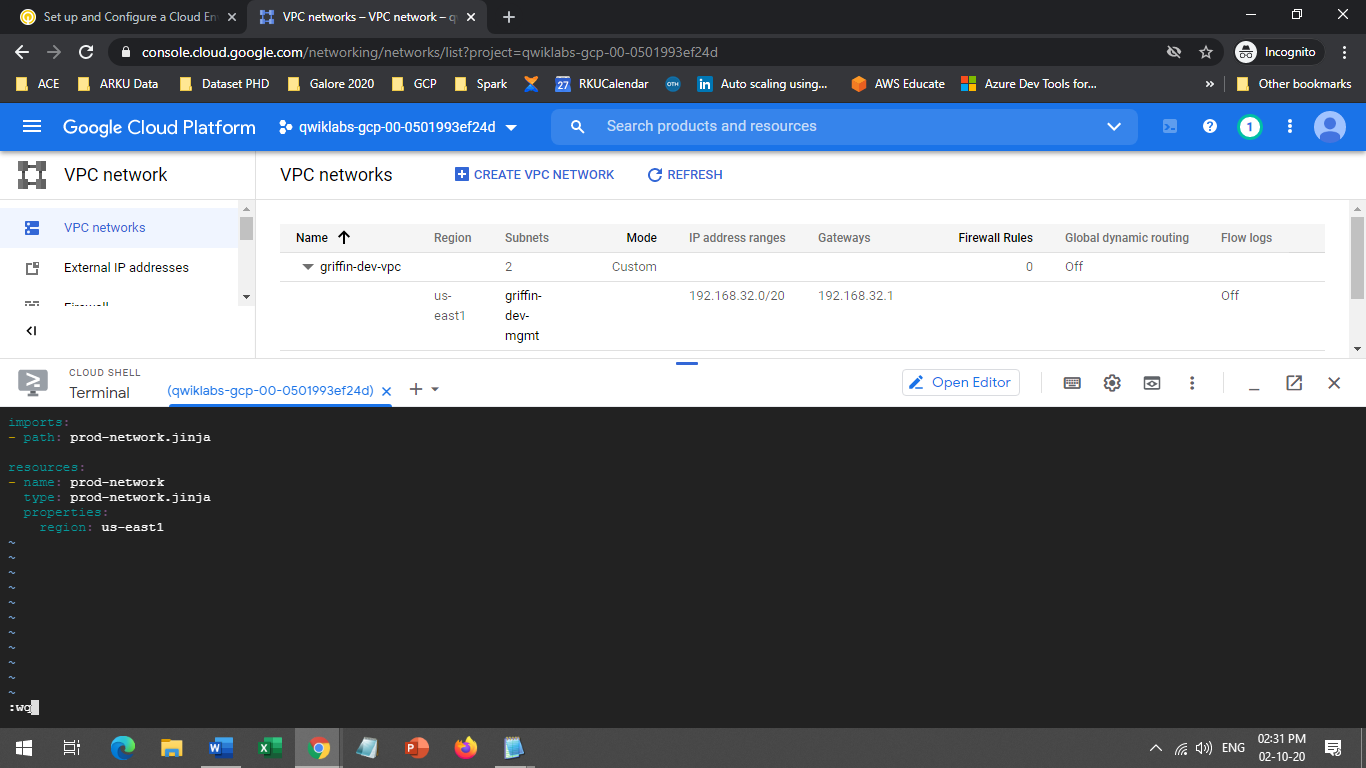 Set up and Configure a Cloud En
VPC networks – VPC network – q
console.cloud.google.com/networking/networks/list?project=qwiklabs-gcp-00-0501993ef24d
Incognito
ACE ARKU Data Dataset PHD Galore 2020 GCP Spark 27 RKUCalendar OTH in Auto scaling using... AWS Educate Azure Dev Tools for... » Other bookmarks
Google Cloud Platform qwiklabs-gcp-00-0501993ef24d Search products and resources 1
VPC network VPC networks CREATE VPC NETWORK REFRESH
VPC networks
External IP addresses
Firewall
Name Region Subnets Mode IP address ranges Gateways Firewall Rules Global dynamic routing Flow logs
griffin-dev-vpc 2 Custom 0 Off
us-east1 griffin-dev-mgmt 192.168.32.0/20 192.168.32.1 Off
CLOUD SHELL
Terminal (qwiklabs-gcp-00-0501993ef24d) Open Editor
imports:
- path: prod-network.jinja
resources:
- name: prod-network
type: prod-network.jinja
properties:
region: us-east1
~
~
~
~
~
~
~
~
~
~
~
:wq
ENG 02:31 PM
02-10-20